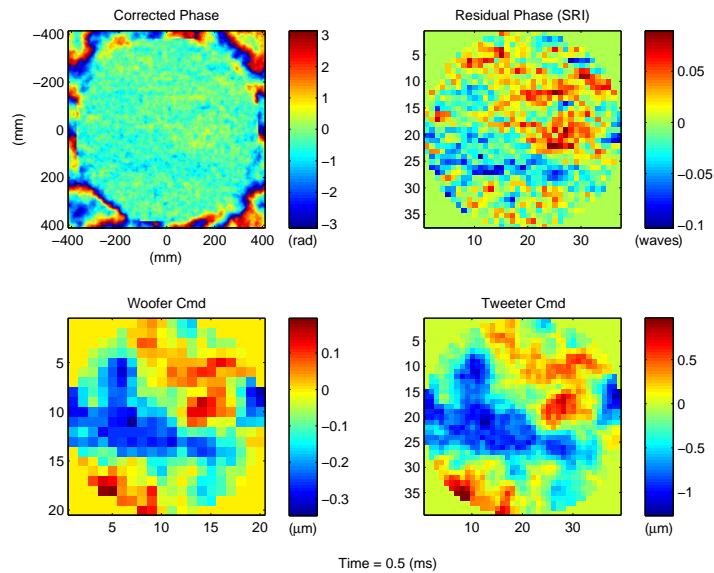 Corrected Phase
−400
−200
0
200
400
(mm)
−400 −200 0 200 400
(mm)
3
2
1
0
−1
−2
−3
(rad)
Residual Phase (SRI)
5
10
15
20
25
30
35
10 20 30
0.05
0
−0.05
−0.1
(waves)
Woofer Cmd
5
10
15
20
5 10 15 20
0.1
0
−0.1
−0.2
−0.3
(μm)
Tweeter Cmd
5
10
15
20
25
30
35
10 20 30
0.5
0
−0.5
−1
(μm)
Time = 0.5 (ms)